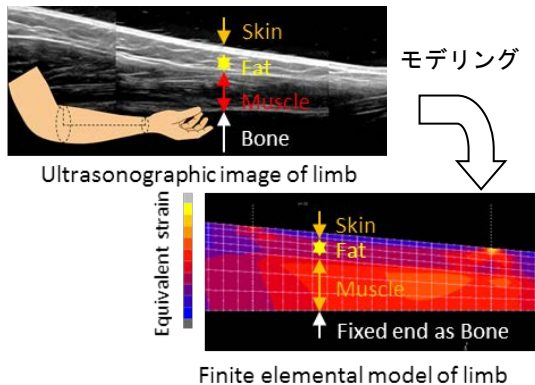 Skin
Fat
Muscle
Bone
モデリング
Ultrasonographic image of limb
Equivalent strain
Skin
Fat
Muscle
Fixed end as Bone
Finite elemental model of limb